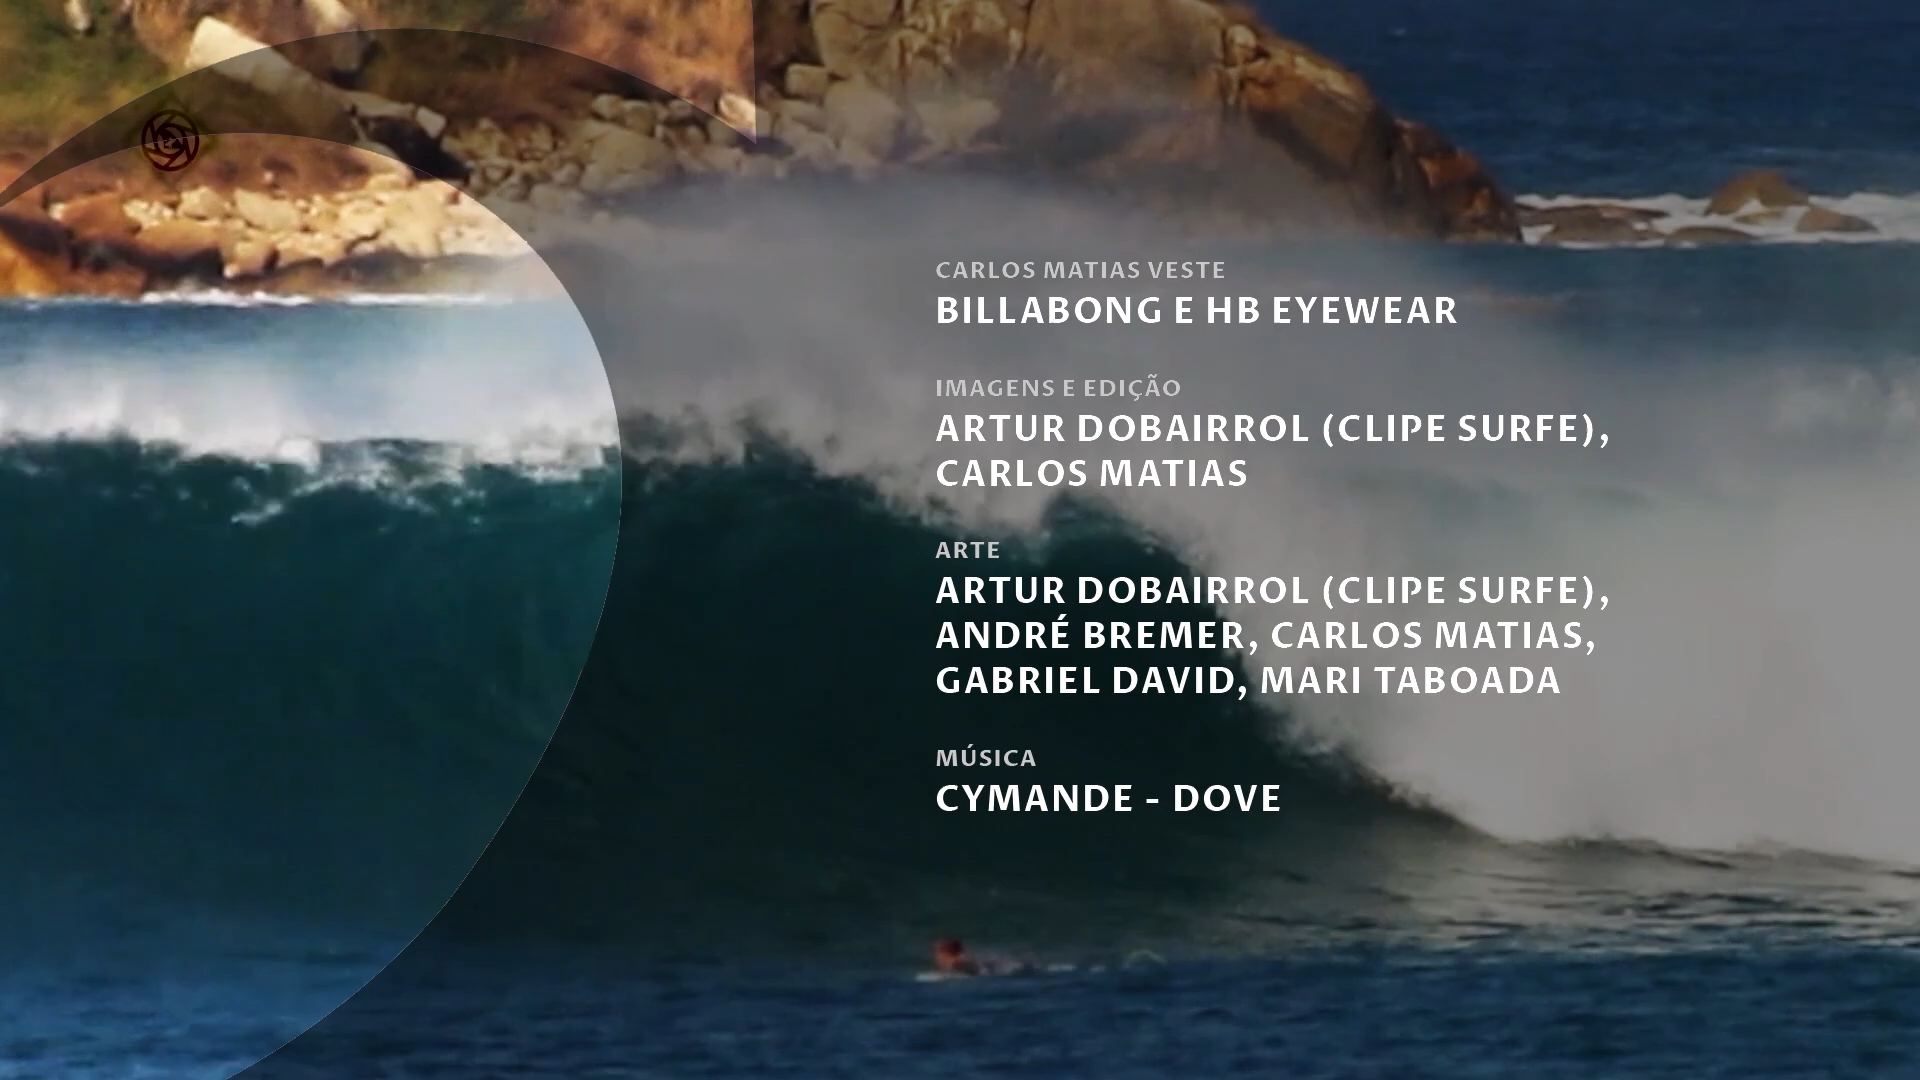 CARLOS MATIAS VESTE
BILLABONG E HB EYEWEAR
IMAGENS E EDIÇÃO
ARTUR DOBAIRROL (CLIPE SURFE),
CARLOS MATIAS
ARTE
ARTUR DOBAIRROL (CLIPE SURFE),
ANDRÉ BREMER, CARLOS MATIAS,
GABRIEL DAVID, MARI TABOADA
MÚSICA
CYMANDE - DOVE